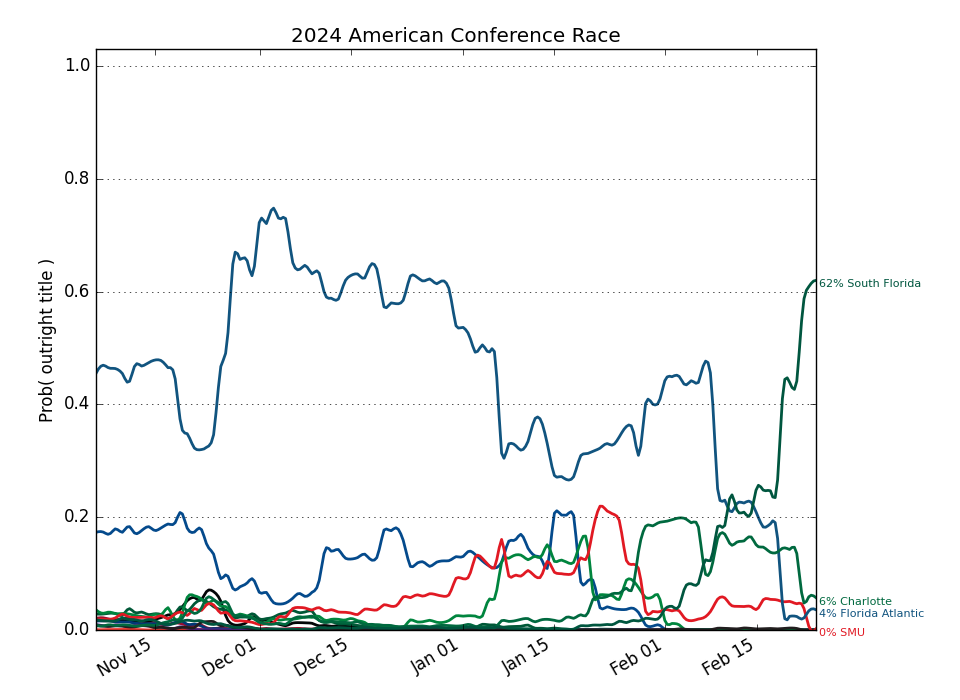 2024 American Conference Race
Prob( outright title )
1.0
0.8
0.6
0.4
0.2
0.0
62% South Florida
6% Charlotte
4% Florida Atlantic
0% SMU
Nov 15
Dec 01
Dec 15
Jan 01
Jan 15
Feb 01
Feb 15